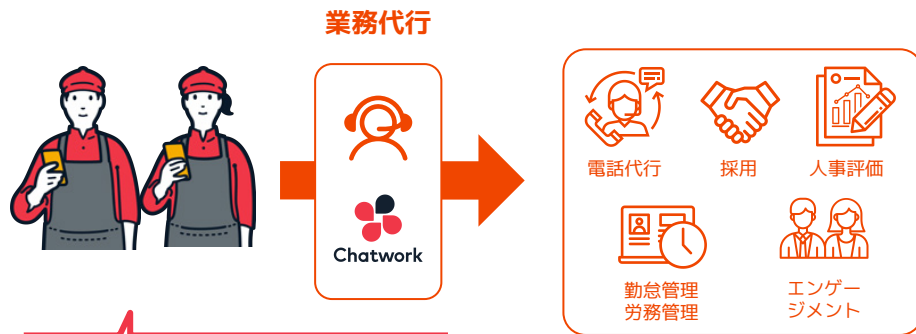 業務代行
Chatwork
電話代行
採用
人事評価
勤怠管理
労務管理
エンゲー
ジメント